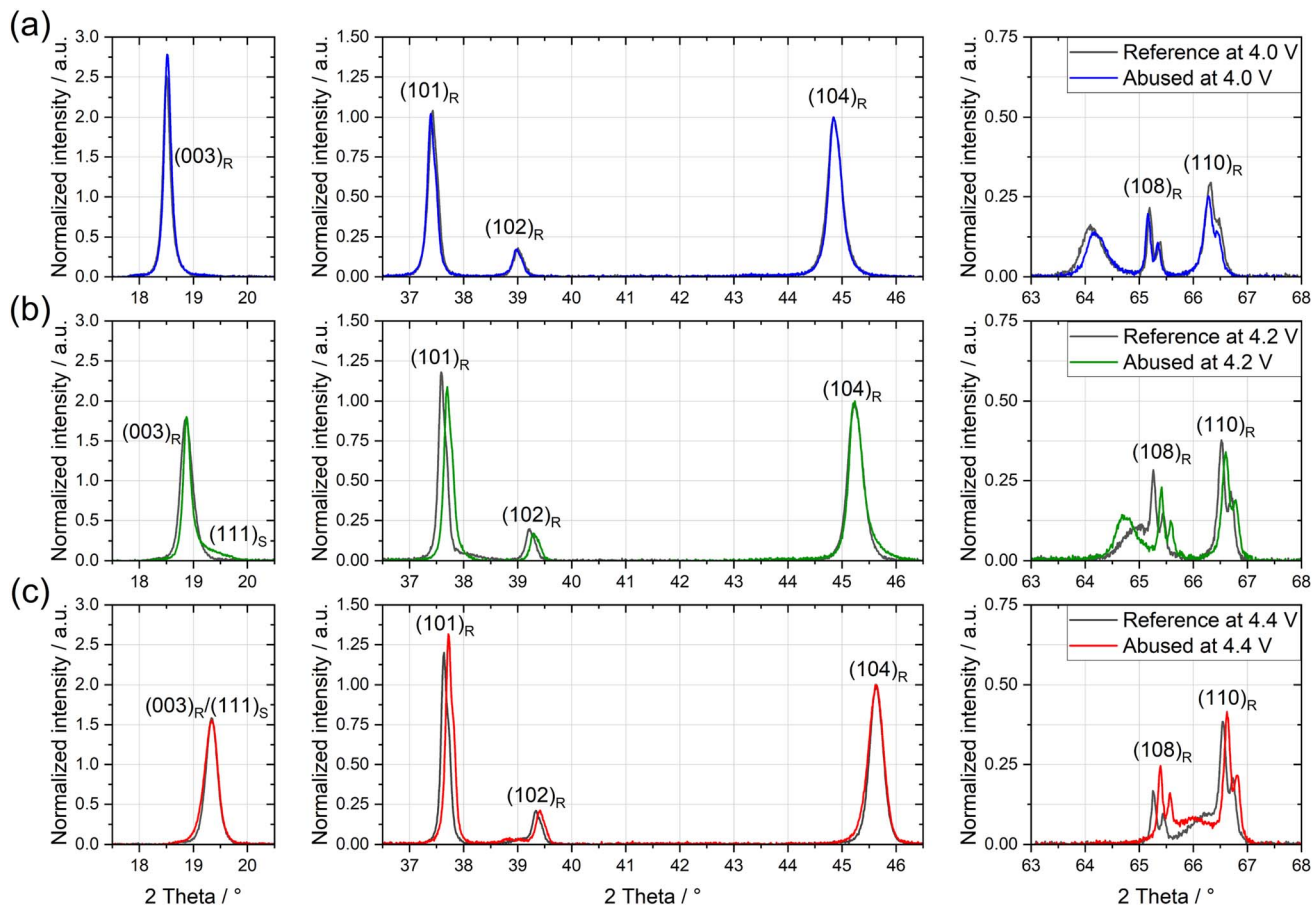 (a)
Normalized intensity / a.u.
3.0
2.5
2.0
1.5
1.0
0.5
0.0
(003)R
18 19 20
Normalized intensity / a.u.
1.50
1.25
1.00
0.75
0.50
0.25
0.00
(101)R
(102)R
(104)R
37 38 39 40 41 42 43 44 45 46
Normalized intensity / a.u.
0.75
0.50
0.25
0.00
Reference at 4.0 V
Abused at 4.0 V
(108)R
(110)R
63 64 65 66 67 68
(b)
Normalized intensity / a.u.
3.0
2.5
2.0
1.5
1.0
0.5
0.0
(003)R
(111)S
18 19 20
Normalized intensity / a.u.
1.50
1.25
1.00
0.75
0.50
0.25
0.00
(101)R
(102)R
(104)R
37 38 39 40 41 42 43 44 45 46
Normalized intensity / a.u.
0.75
0.50
0.25
0.00
Reference at 4.2 V
Abused at 4.2 V
(108)R
(110)R
63 64 65 66 67 68
(c)
Normalized intensity / a.u.
3.0
2.5
2.0
1.5
1.0
0.5
0.0
(003)R/(111)S
18 19 20
2 Theta / °
Normalized intensity / a.u.
1.50
1.25
1.00
0.75
0.50
0.25
0.00
(101)R
(102)R
(104)R
37 38 39 40 41 42 43 44 45 46
2 Theta / °
Normalized intensity / a.u.
0.75
0.50
0.25
0.00
Reference at 4.4 V
Abused at 4.4 V
(108)R
(110)R
63 64 65 66 67 68
2 Theta / °